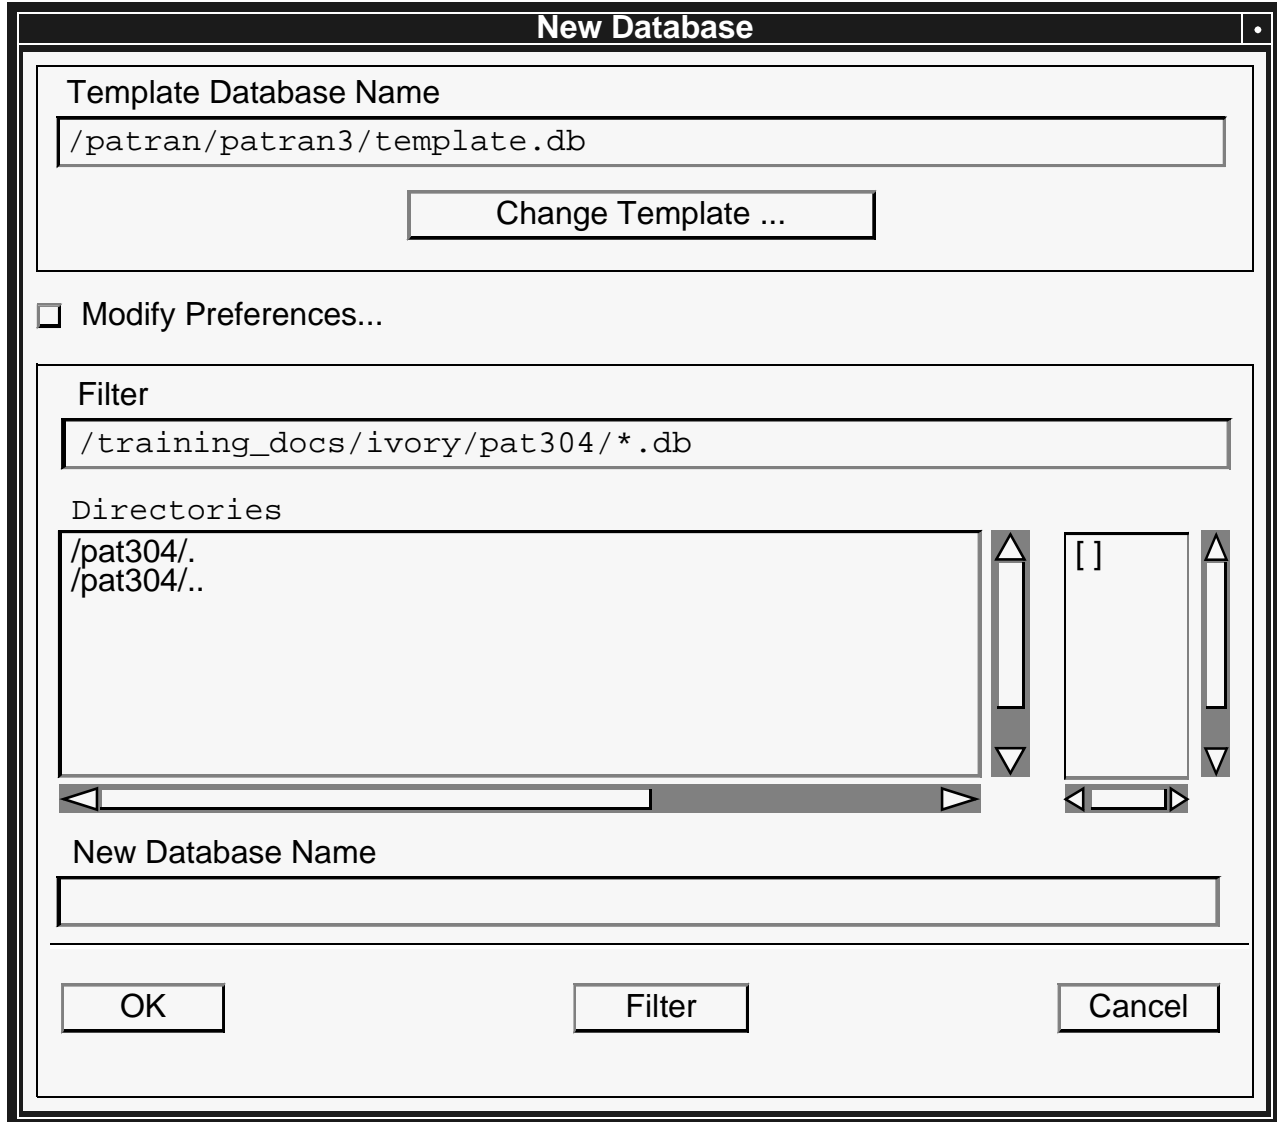 New Database
Template Database Name
/patran/patran3/template.db
Change Template ...
Modify Preferences...
Filter
/training_docs/ivory/pat304/*.db
Directories
/pat304/.
/pat304/..
[ ]
New Database Name
OK
Filter
Cancel